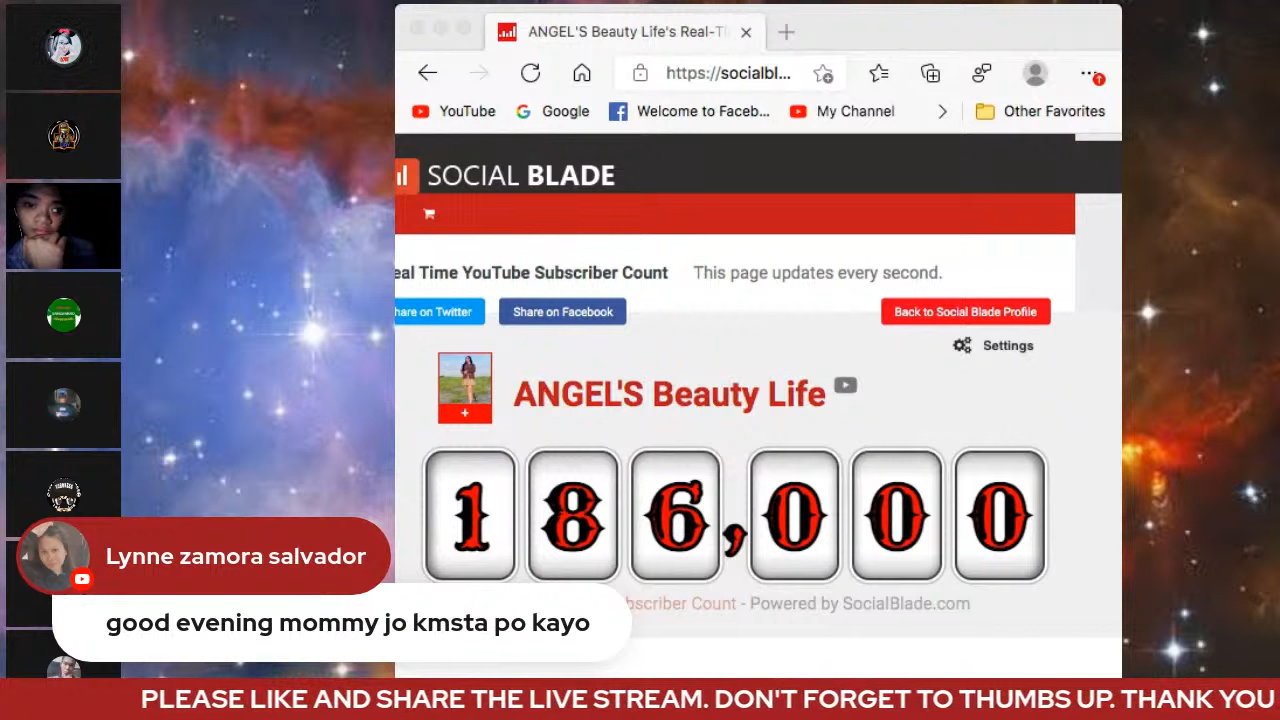 ANGEL'S Beauty Life's Real-Ti
https://socialbl...
YouTube
Google
Welcome to Faceb...
My Channel
Other Favorites
SOCIAL BLADE
eal Time YouTube Subscriber Count
This page updates every second.
hare on Twitter
Share on Facebook
Back to Social Blade Profile
Settings
ANGEL'S Beauty Life
186,000
bscriber Count - Powered by SocialBlade.com
Lynne zamora salvador
good evening mommy jo kmsta po kayo
PLEASE LIKE AND SHARE THE LIVE STREAM. DON'T FORGET TO THUMBS UP. THANK YOU